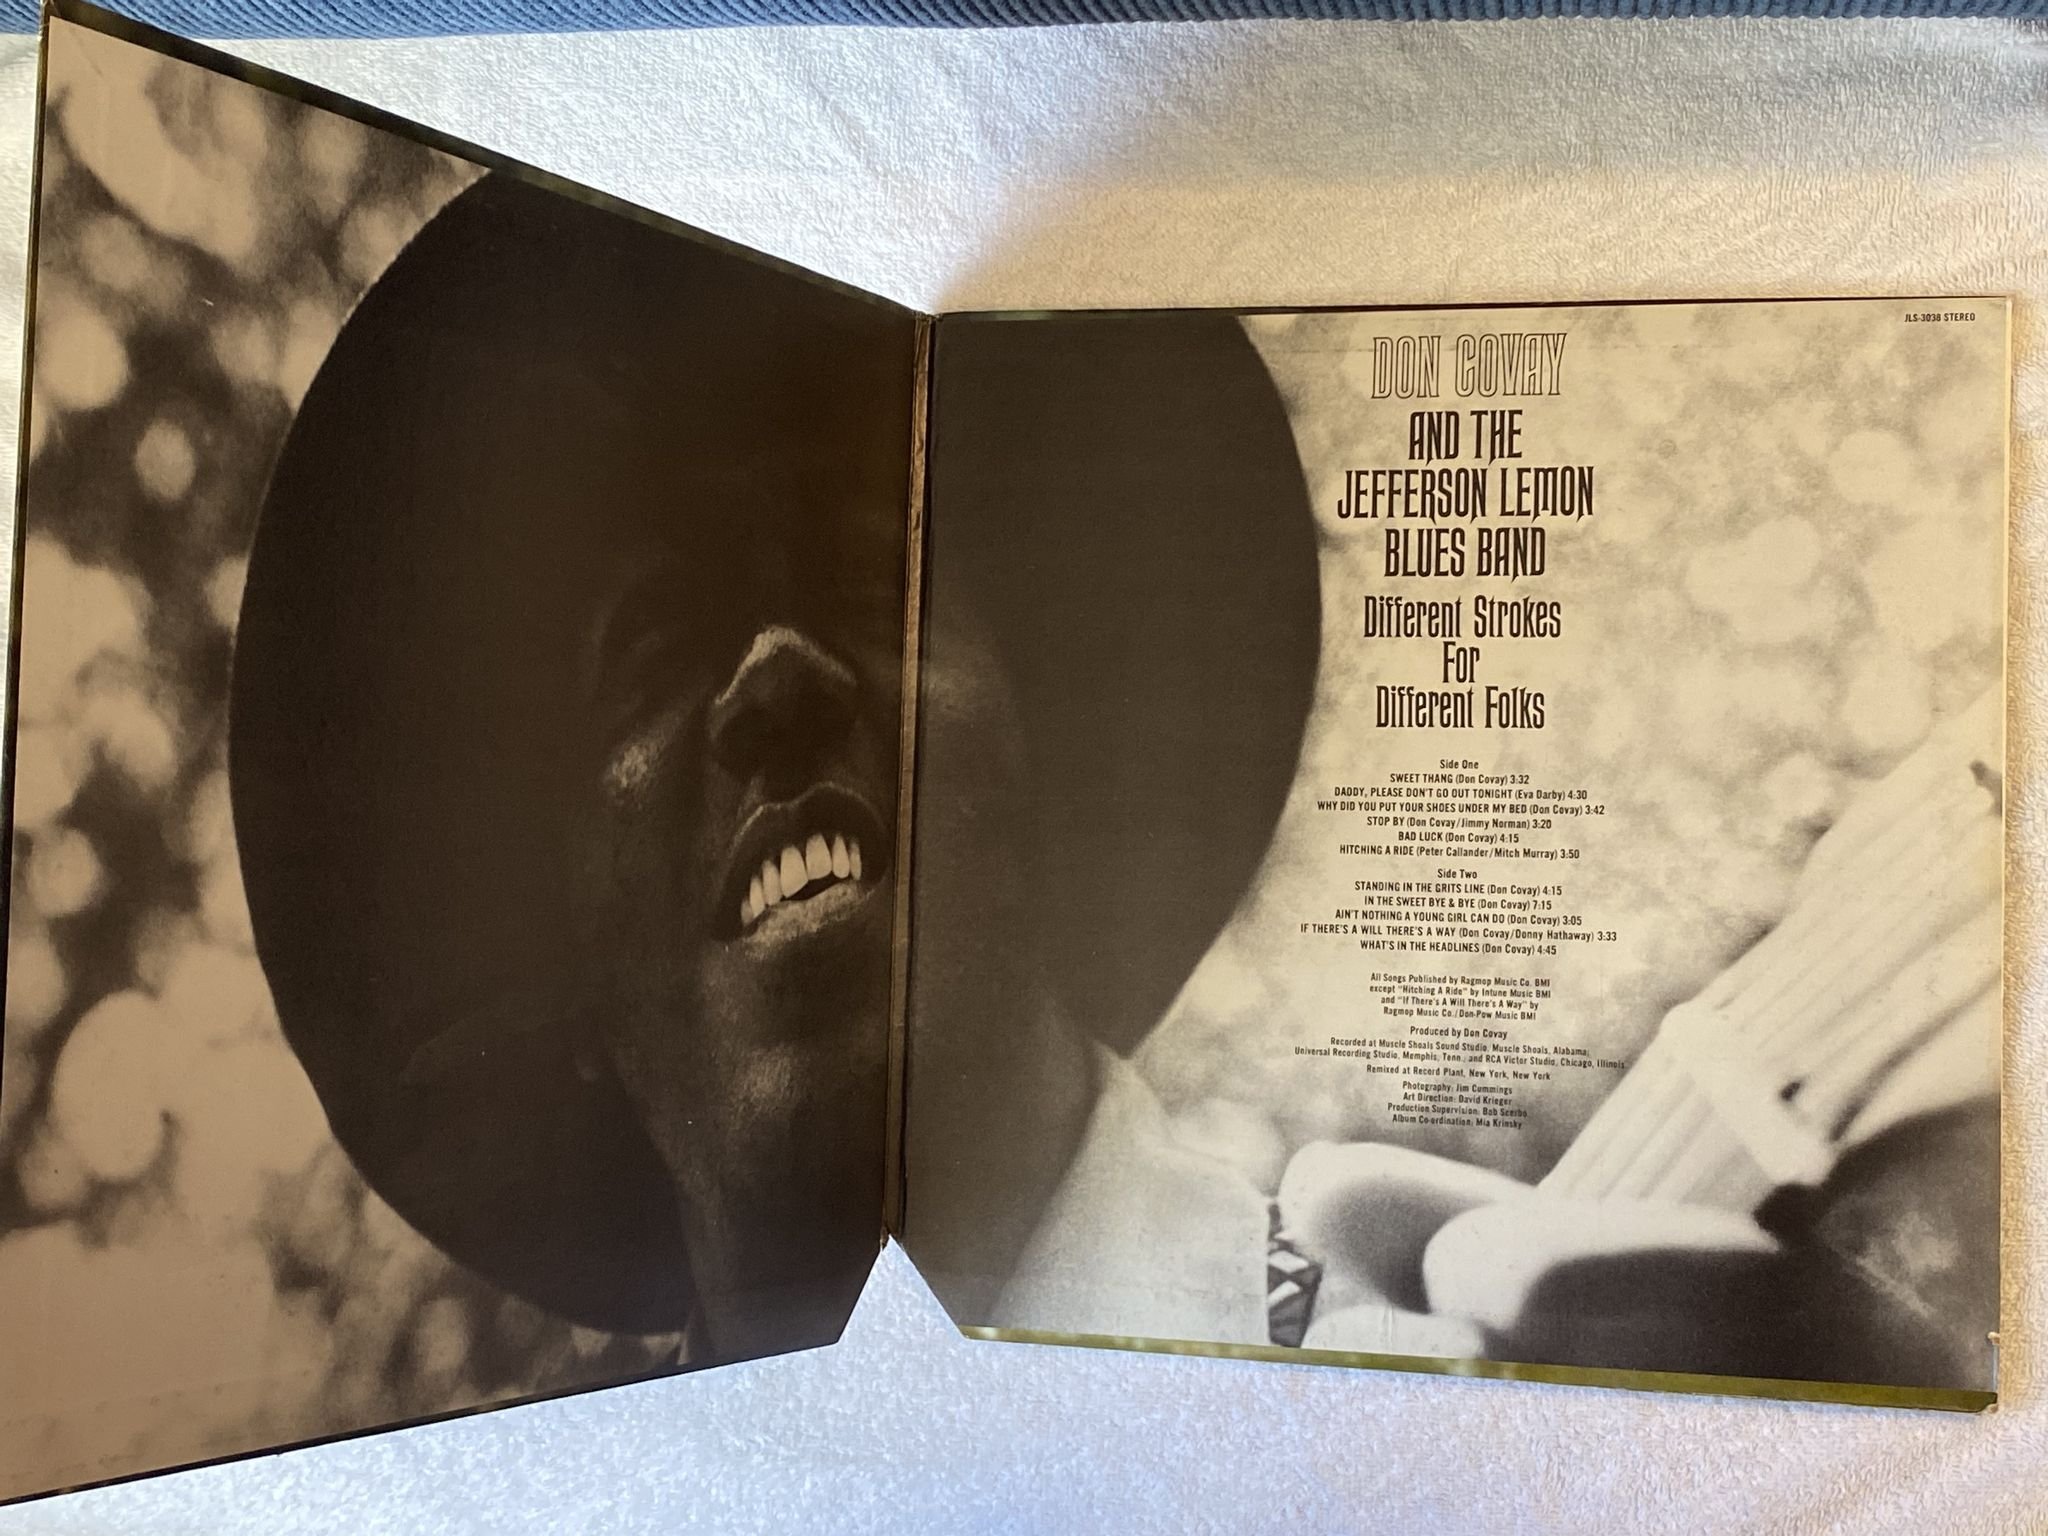 JLS-3038 STEREO
DON COVAY
AND THE
JEFFERSON LEMON
BLUES BAND
Different Strokes
For
Different Folks
Side One
SWEET THANG (Don Covay) 3:32
DADDY, PLEASE DON'T GO OUT TONIGHT (Eva Darby) 4:30
WHY DID YOU PUT YOUR SHOES UNDER MY BED (Don Covay) 3:42
STOP BY (Don Covay/Jimmy Norman) 3:20
BAD LUCK (Don Covay) 4:15
HITCHING A RIDE (Peter Callander/Mitch Murray) 3:50
Side Two
STANDING IN THE GRITS LINE (Don Covay) 4:15
IN THE SWEET BYE & BYE (Don Covay) 7:15
AIN'T NOTHING A YOUNG GIRL CAN DO (Don Covay) 3:05
IF THERE'S A WILL THERE'S A WAY (Don Covay/Donny Hathaway) 3:33
WHAT'S IN THE HEADLINES (Don Covay) 4:45
All Songs Published by Ragmop Music Co. BMI
except "Hitching A Ride" by Intune Music BMI
and "If There's A Will There's A Way" by
Ragmop Music Co./Don-Pow Music BMI
Produced by Don Covay
Recorded at Muscle Shoals Sound Studio, Muscle Shoals, Alabama;
Universal Recording Studio, Memphis, Tenn.; and RCA Victor Studio, Chicago, Illinois
Remixed at Record Plant, New York, New York
Photography: Jim Cummings
Art Direction: David Krieger
Production Supervision: Bob Scerbo
Album Co-ordination: Mia Krinsky